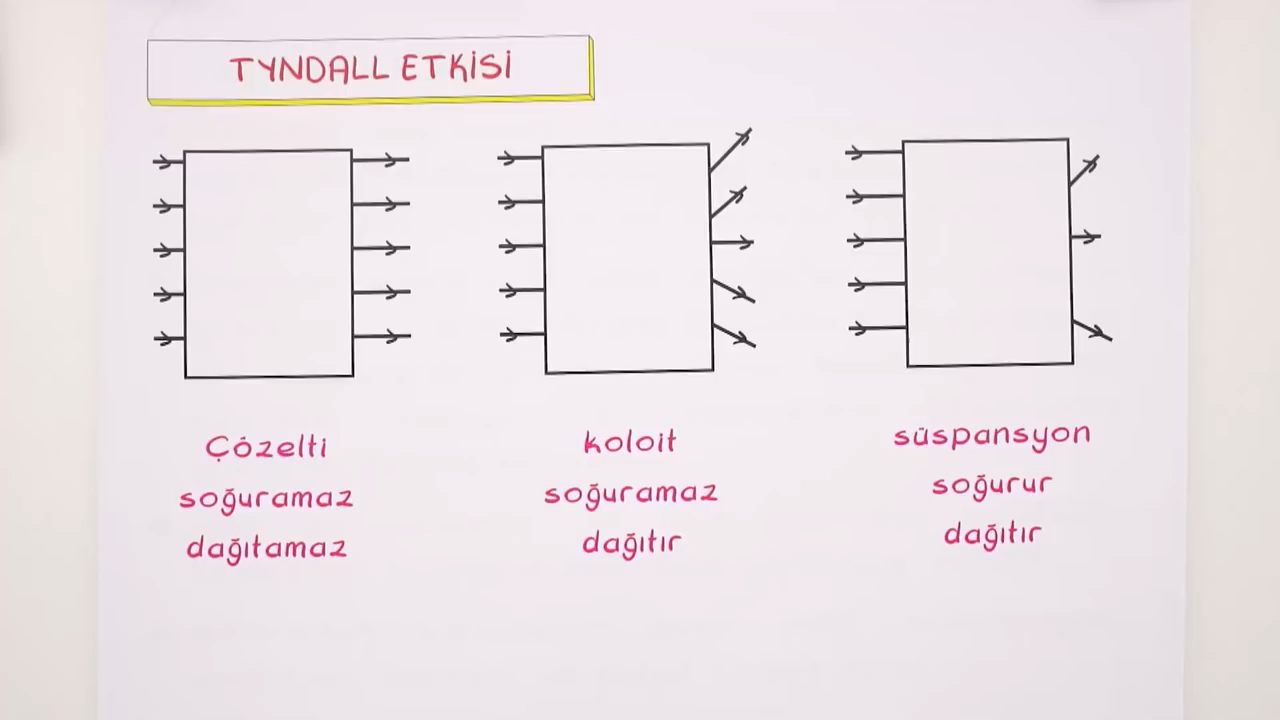 TYNDALL ETKİSİ
Çözelti
soğuramaz
dağıtamaz
koloit
soğuramaz
dağıtır
süspansyon
soğurur
dağıtır